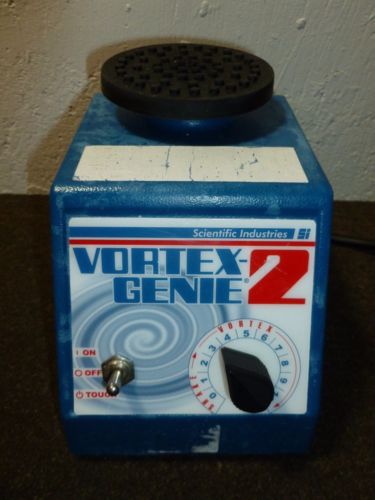 Scientific Industries SI
VORTEX-
GENIE® 2
VORTEX
I ON
O OFF
TOUCH
SHAKE
0 1 2 3 4 5 6 7 8 9